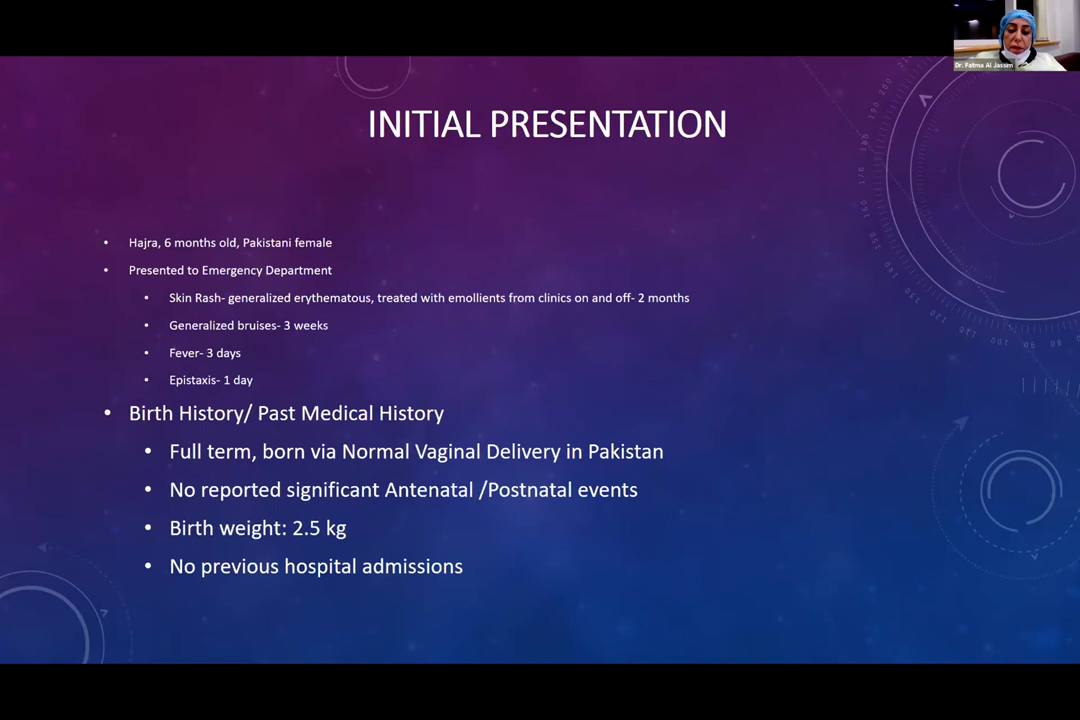 Dr. Fatma Al Jassm
INITIAL PRESENTATION
• Hajra, 6 months old, Pakistani female
• Presented to Emergency Department
• Skin Rash- generalized erythematous, treated with emollients from clinics on and off- 2 months
• Generalized bruises- 3 weeks
• Fever- 3 days
• Epistaxis- 1 day
• Birth History/ Past Medical History
• Full term, born via Normal Vaginal Delivery in Pakistan
• No reported significant Antenatal /Postnatal events
• Birth weight: 2.5 kg
• No previous hospital admissions